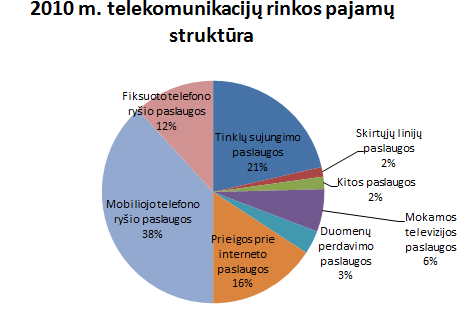 2010 m. telekomunikacijų rinkos pajamų
struktūra
Fiksuoto telefono
ryšio paslaugos
12%
Tinklų sujungimo
paslaugos
21%
Skirtųjų linijų
paslaugos
2%
Kitos paslaugos
2%
Mokamos
televizijos
paslaugos
6%
Duomenų
perdavimo
paslaugos
3%
Prieigos prie
interneto
paslaugos
16%
Mobiliojo telefono
ryšio paslaugos
38%